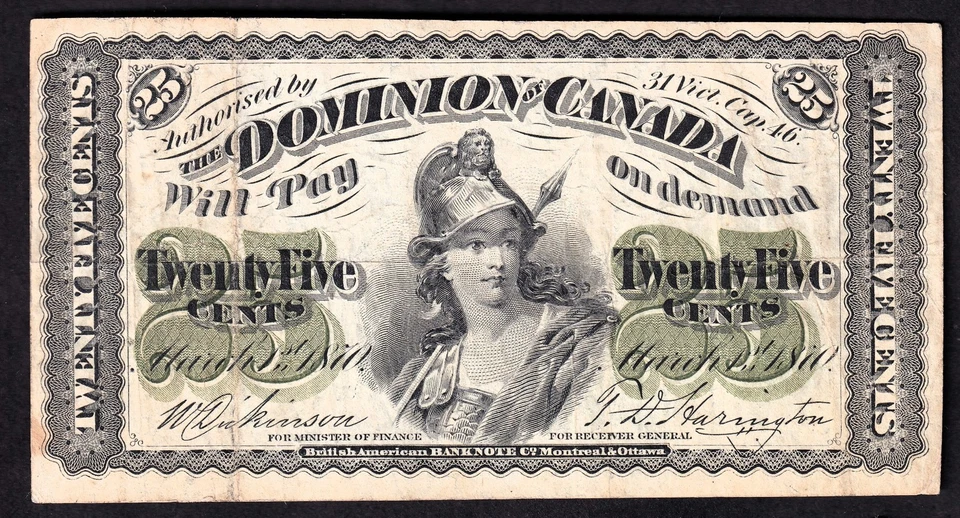 25
25
Authorised by
31 Vict. Cap. 46.
THE DOMINION OF CANADA
Will Pay
on demand
25
25
Twenty Five
CENTS
Twenty Five
CENTS
March 1st 1870.
March 1st 1870.
W Dickinson
T. D. Harington
FOR MINISTER OF FINANCE
FOR RECEIVER GENERAL
British American BANK NOTE Co. Montreal & Ottawa
TWENTY FIVE CENTS
TWENTY FIVE CENTS